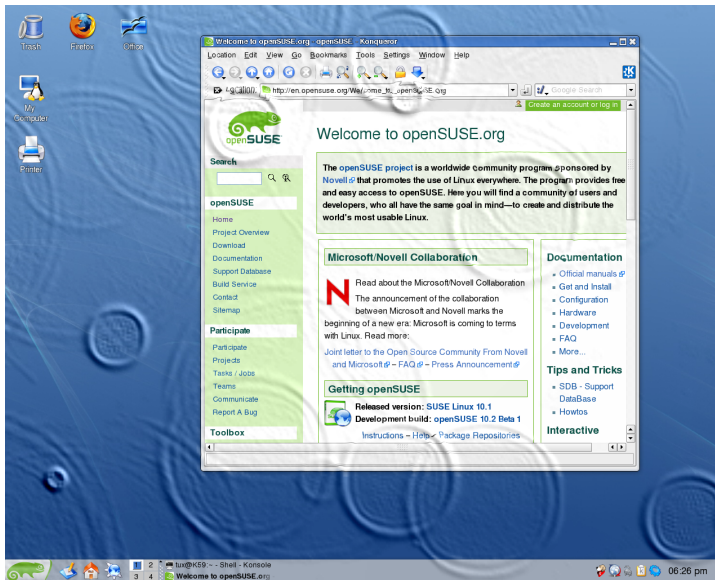 Trash
Firefox
Office
My
Computer
Printer
Welcome to openSUSE.org - openSUSE - Konqueror
Location Edit View Go Bookmarks Tools Settings Window Help
Location: http://en.opensuse.org/Welcome_to_openSUSE.org
Google Search
Create an account or log in
openSUSE
Search
openSUSE
Home
Project Overview
Download
Documentation
Support Database
Build Service
Contact
Sitemap
Participate
Participate
Projects
Tasks / Jobs
Teams
Communicate
Report A Bug
Toolbox
Welcome to openSUSE.org
The openSUSE project is a worldwide community program sponsored by
Novell that promotes the use of Linux everywhere. The program provides free
and easy access to openSUSE. Here you will find a community of users and
developers, who all have the same goal in mind—to create and distribute the
world's most usable Linux.
Microsoft/Novell Collaboration
N
Read about the Microsoft/Novell Collaboration
The announcement of the collaboration
between Microsoft and Novell marks the
beginning of a new era: Microsoft is coming to terms
with Linux. Read more:
Joint letter to the Open Source Community From Novell
and Microsoft – FAQ – Press Announcement
Getting openSUSE
Released version: SUSE Linux 10.1
Development build: openSUSE 10.2 Beta 1
Instructions – Help – Package Repositories
Documentation
Official manuals
Get and Install
Configuration
Hardware
Development
FAQ
More...
Tips and Tricks
SDB - Support
DataBase
Howtos
Interactive
1 2
3 4
tux@K59:~ - Shell - Konsole
Welcome to openSUSE.org
06:26 pm